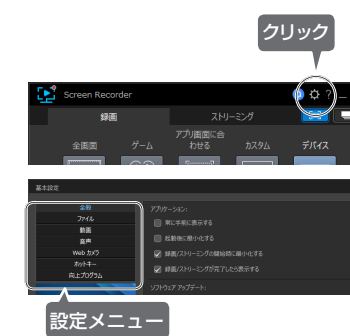 クリック
Screen Recorder
?
録画 ストリーミング
全画面 ゲーム アプリ画面に合わせる カスタム デバイス
基本設定
全般
ファイル
動画
音声
Web カメラ
ホットキー
向上プログラム
アプリケーション:
常に手前に表示する
起動後に最小化する
録画/ストリーミングの開始時に最小化する
録画/ストリーミングが完了したら表示する
ソフトウェア アップデート:
設定メニュー